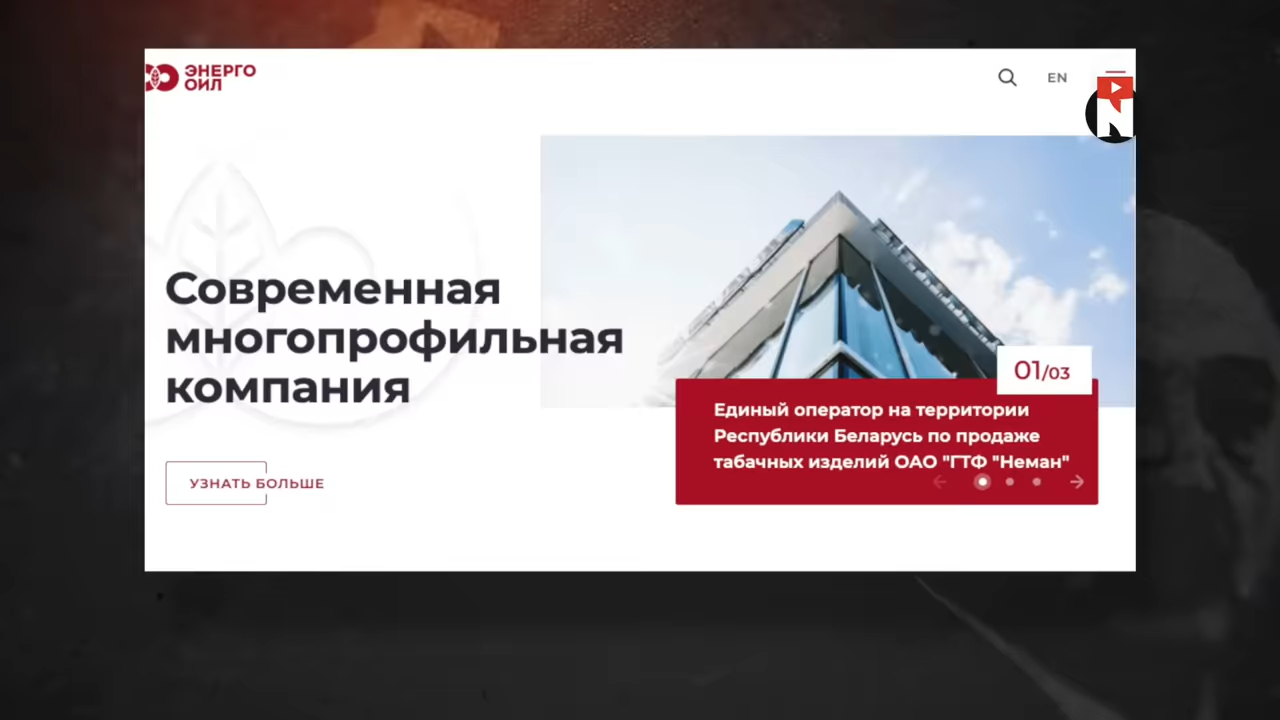 ЭНЕРГО
ОИЛ
EN
N
Современная
многопрофильная
компания
01/03
Единый оператор на территории
Республики Беларусь по продаже
табачных изделий ОАО "ГТФ "Неман"
УЗНАТЬ БОЛЬШЕ